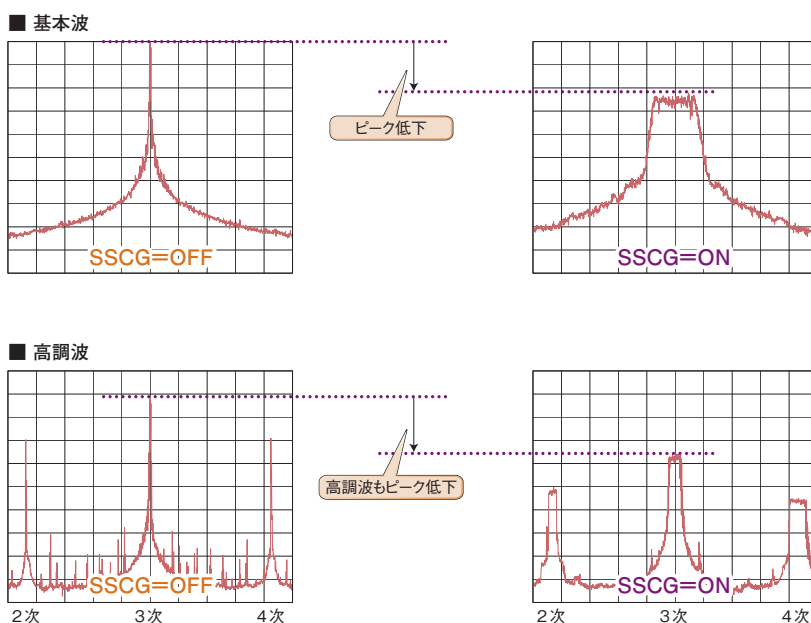 ■ 基本波
ピーク低下
SSCG=OFF
SSCG=ON
■ 高調波
高調波もピーク低下
SSCG=OFF
SSCG=ON
2次 3次 4次
2次 3次 4次